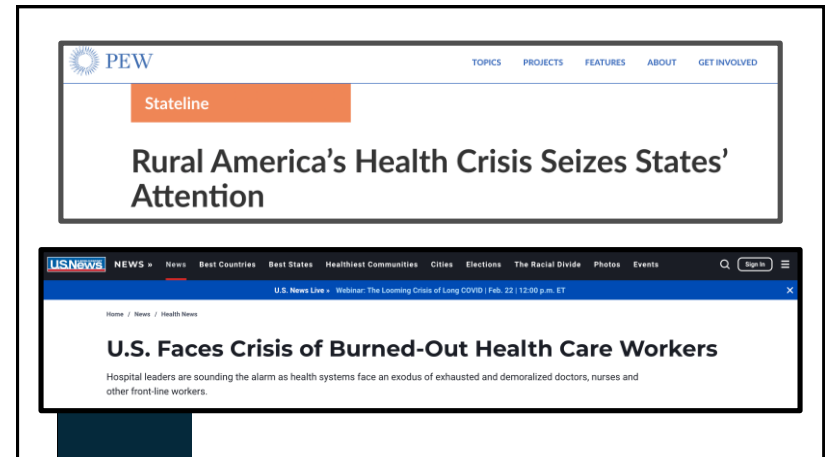 PEW
TOPICS PROJECTS FEATURES ABOUT GET INVOLVED
Stateline
Rural America’s Health Crisis Seizes States’
Attention
U.S.News NEWS » News Best Countries Best States Healthiest Communities Cities Elections The Racial Divide Photos Events Sign In
U.S. News Live » Webinar: The Looming Crisis of Long COVID | Feb. 22 | 12:00 p.m. ET
Home / News / Health News
U.S. Faces Crisis of Burned-Out Health Care Workers
Hospital leaders are sounding the alarm as health systems face an exodus of exhausted and demoralized doctors, nurses and
other front-line workers.